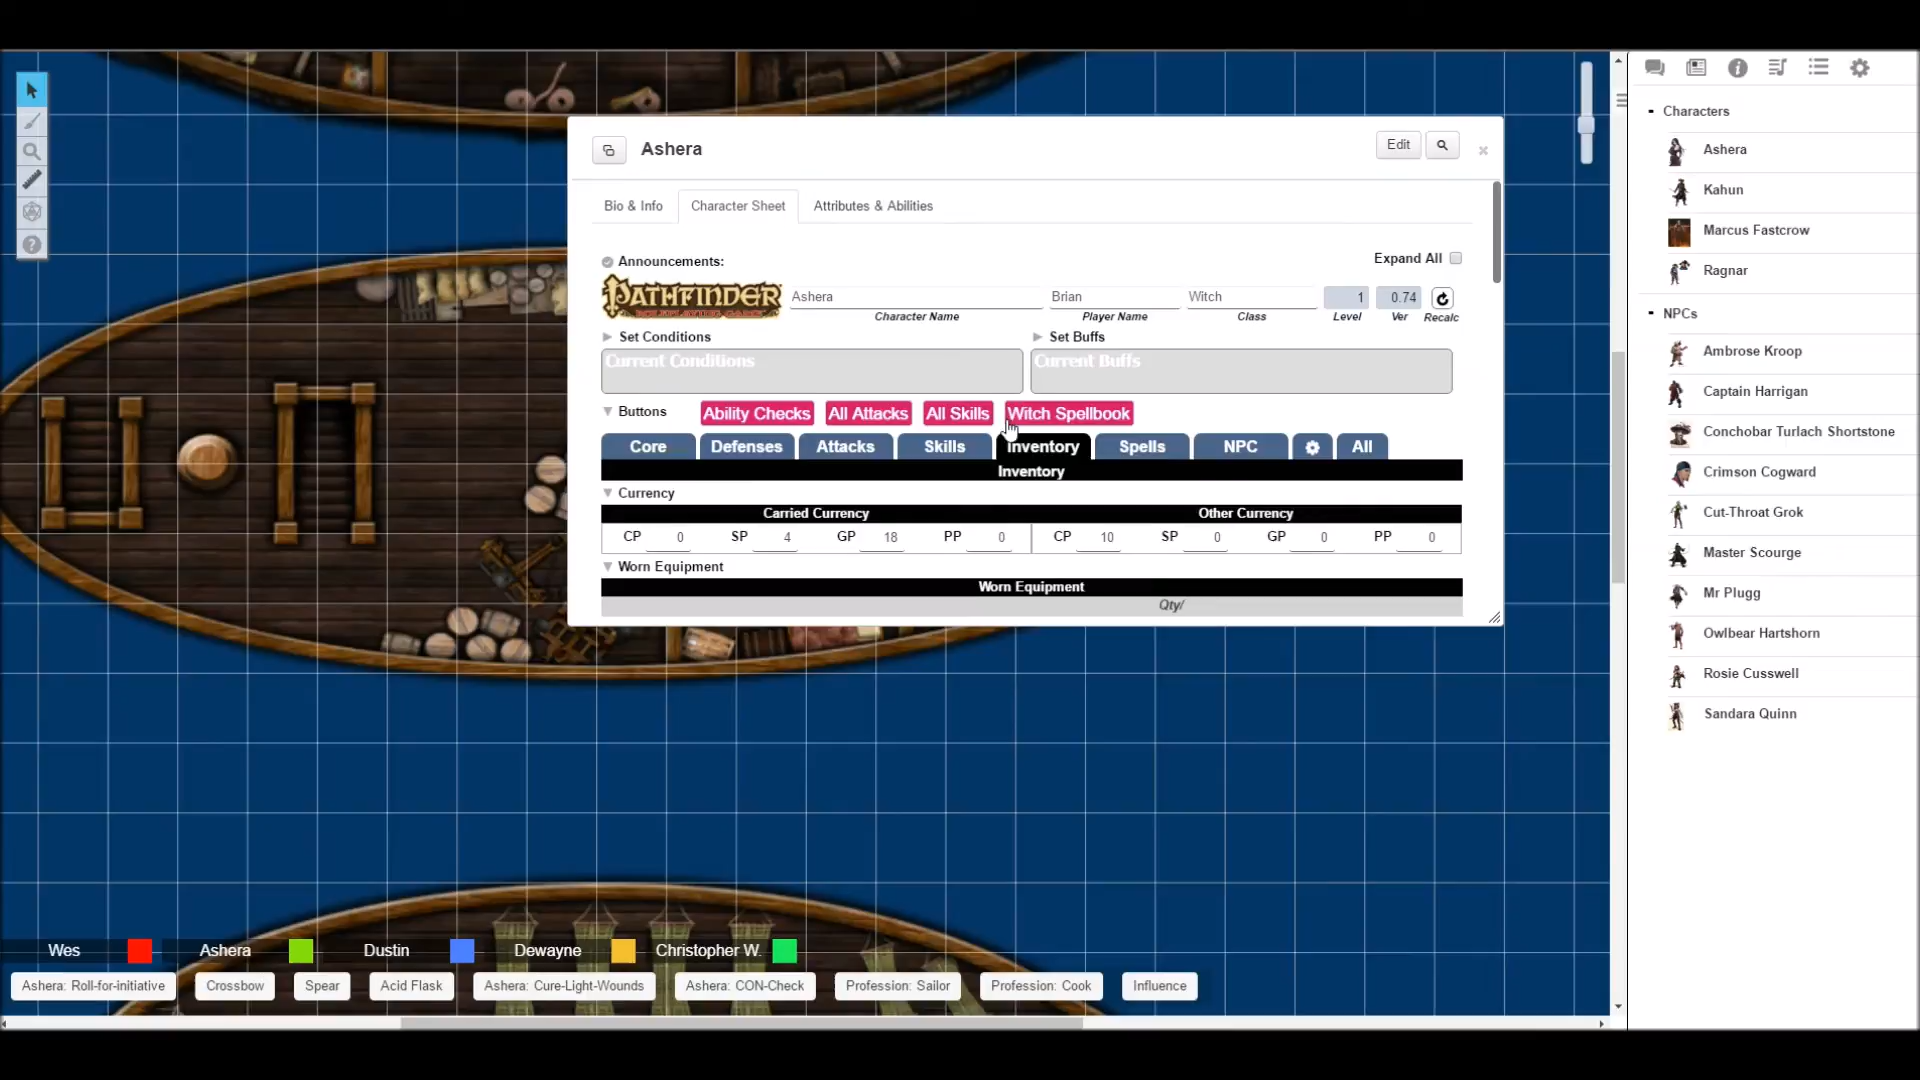 Ashera
Edit
Bio & Info
Character Sheet
Attributes & Abilities
Announcements:
Expand All
PATHFINDER
ROLEPLAYING GAME
Ashera
Brian
Witch
1
0.74
Character Name
Player Name
Class
Level
Ver
Recalc
Set Conditions
Set Buffs
Current Conditions
Current Buffs
Buttons
Ability Checks
All Attacks
All Skills
Witch Spellbook
Core
Defenses
Attacks
Skills
Inventory
Spells
NPC
All
Inventory
Currency
Carried Currency
Other Currency
CP 0 SP 4 GP 18 PP 0
CP 10 SP 0 GP 0 PP 0
Worn Equipment
Worn Equipment
Qty/
Characters
Ashera
Kahun
Marcus Fastcrow
Ragnar
NPCs
Ambrose Kroop
Captain Harrigan
Conchobar Turlach Shortstone
Crimson Cogward
Cut-Throat Grok
Master Scourge
Mr Plugg
Owlbear Hartshorn
Rosie Cusswell
Sandara Quinn
Wes
Ashera
Dustin
Dewayne
Christopher W.
Ashera: Roll-for-initiative
Crossbow
Spear
Acid Flask
Ashera: Cure-Light-Wounds
Ashera: CON-Check
Profession: Sailor
Profession: Cook
Influence